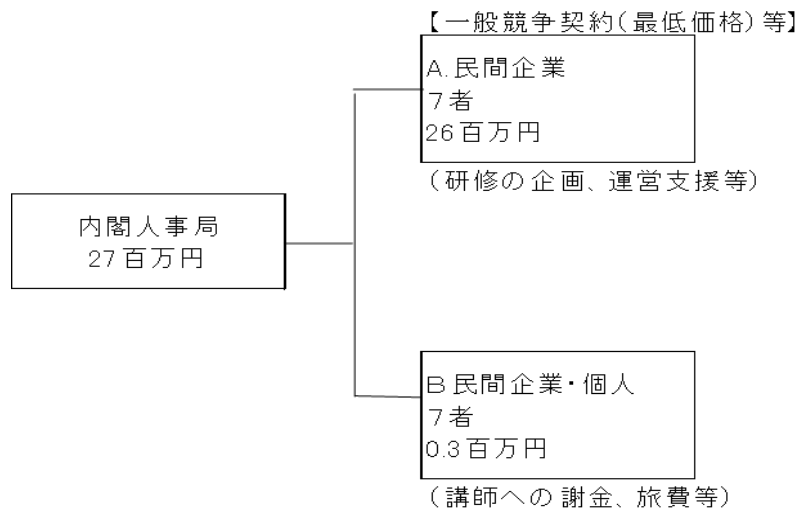 【一般競争契約(最低価格)等】
A.民間企業
7者
26百万円
(研修の企画、運営支援等)
内閣人事局
27百万円
B民間企業・個人
7者
0.3百万円
(講師への謝金、旅費等)